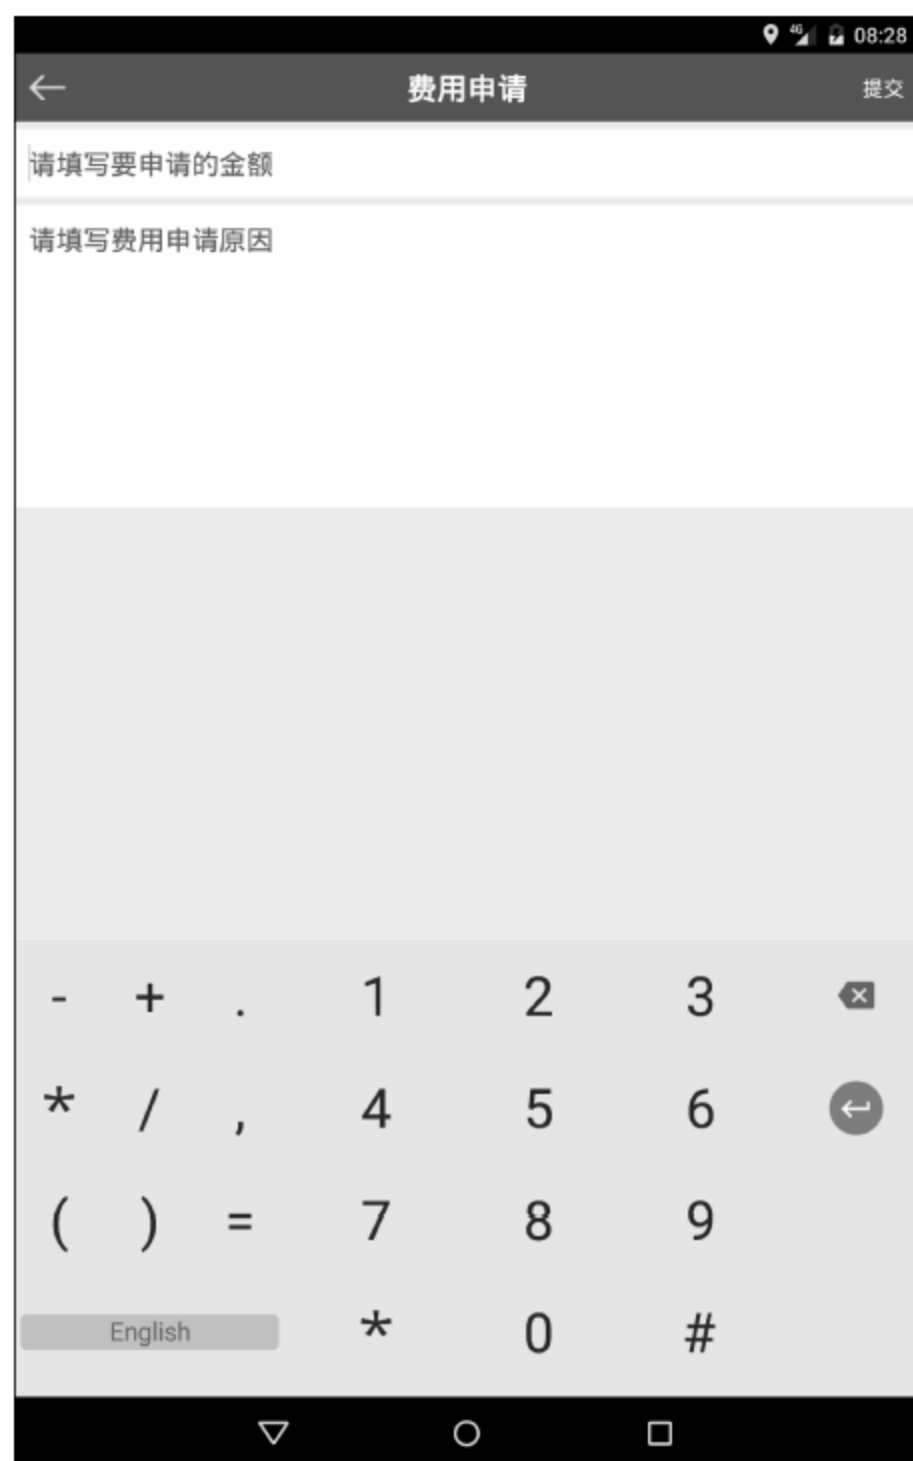 4G 08:28
费用申请 提交
请填写要申请的金额
请填写费用申请原因
- + . 1 2 3
* / , 4 5 6
( ) = 7 8 9
English * 0 #